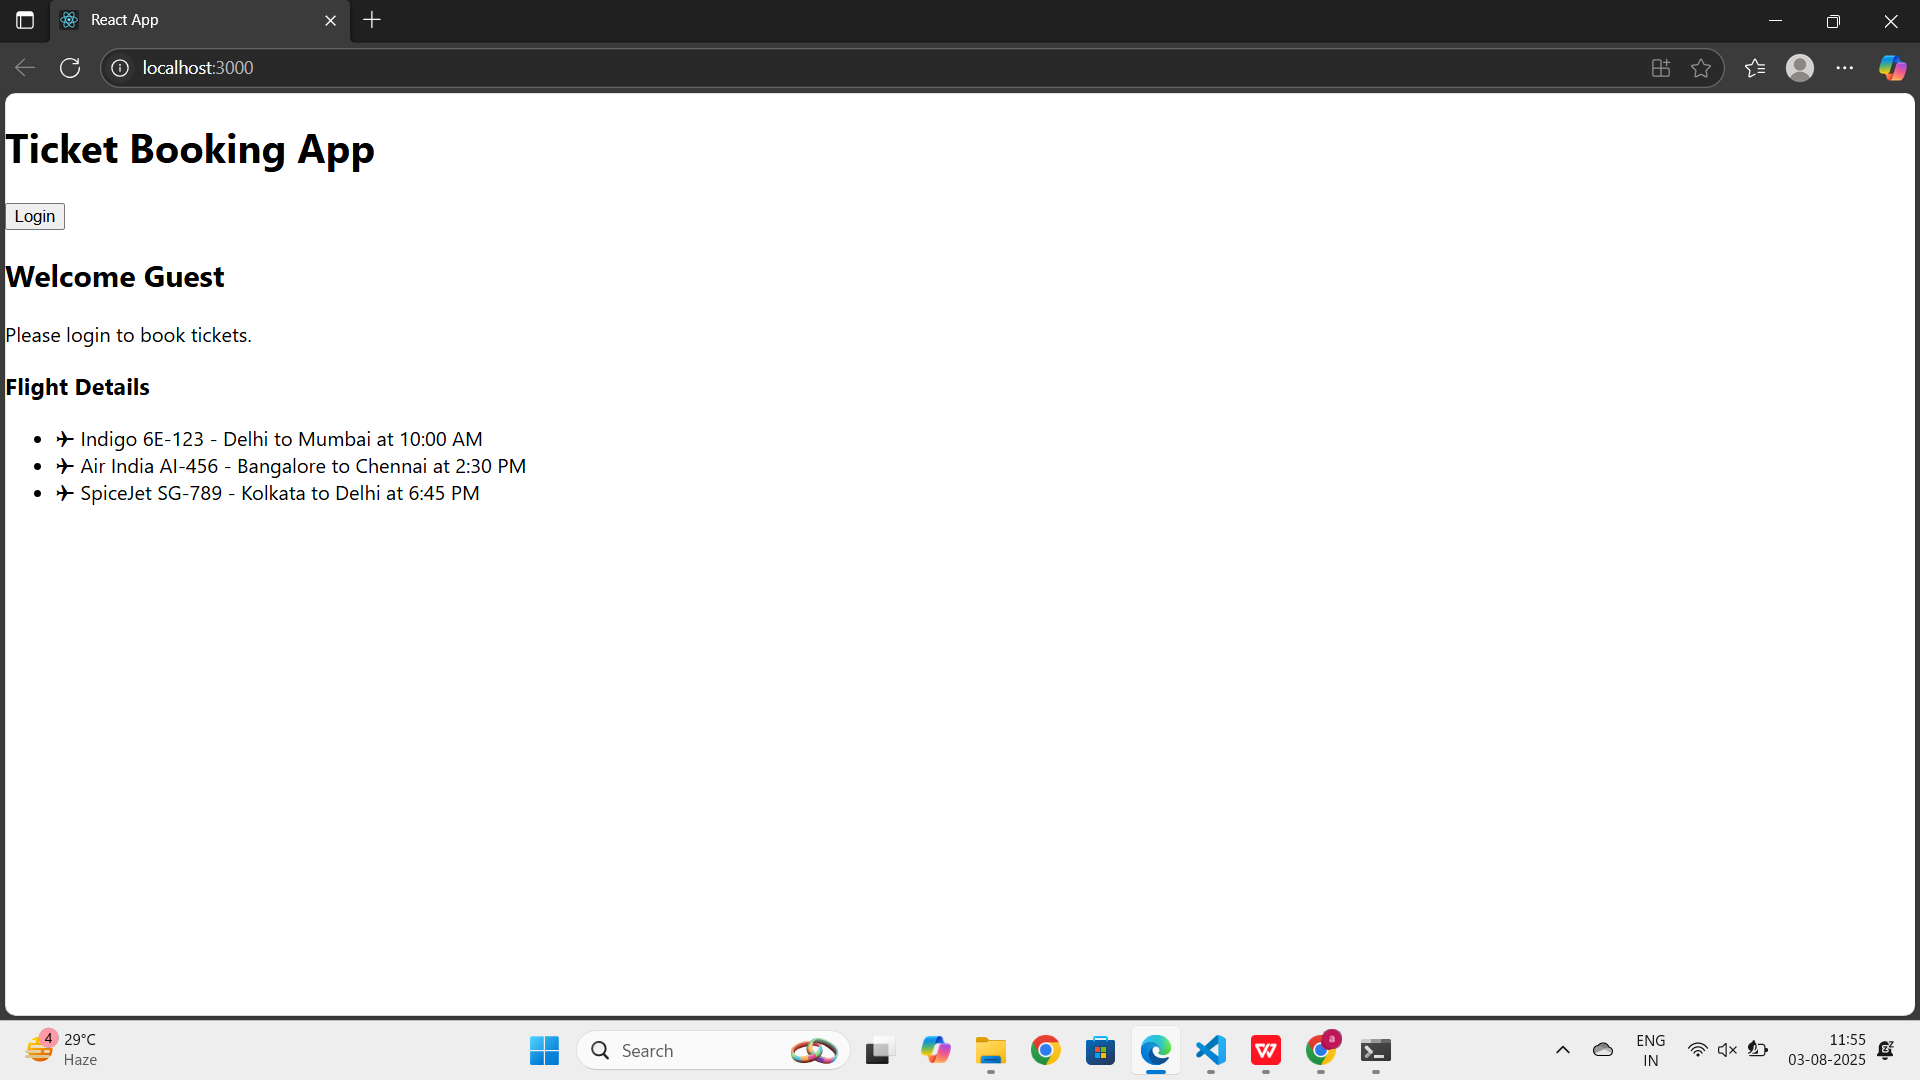 React App
localhost:3000
Ticket Booking App
Login
Welcome Guest
Please login to book tickets.
Flight Details
• ✈ Indigo 6E-123 - Delhi to Mumbai at 10:00 AM
• ✈ Air India AI-456 - Bangalore to Chennai at 2:30 PM
• ✈ SpiceJet SG-789 - Kolkata to Delhi at 6:45 PM
4
29°C
Haze
Search
a
ENG
IN
11:55
03-08-2025